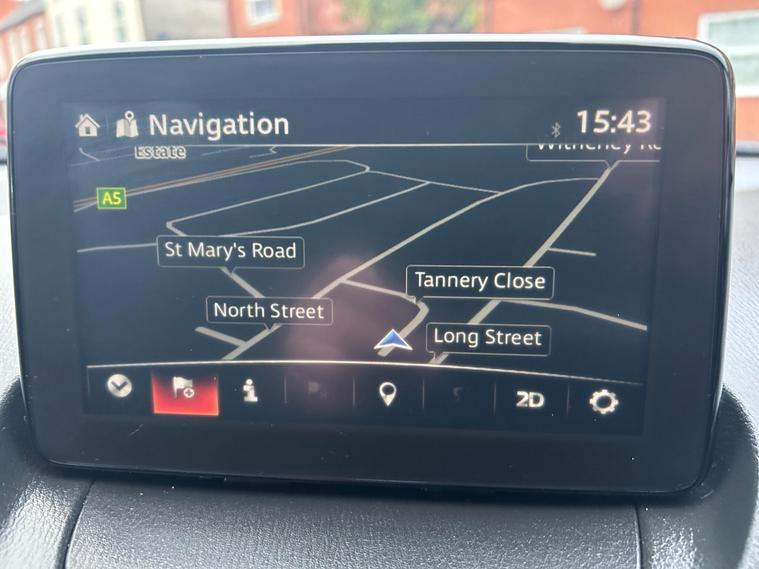 Navigation
15:43
Estate
A5
St Mary's Road
Tannery Close
North Street
Long Street
2D